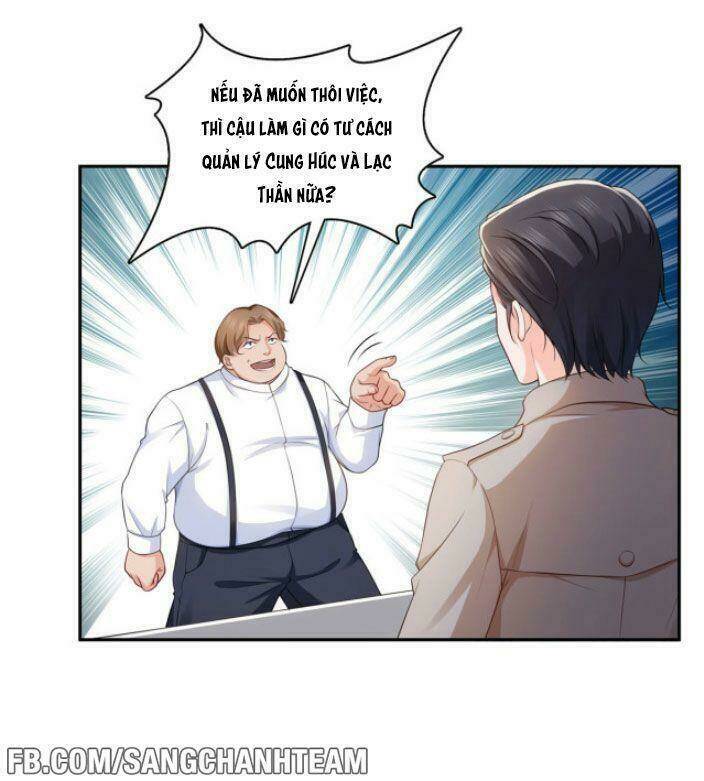 NẾU ĐÃ MUỐN THÔI VIỆC,
THÌ CẬU LÀM GÌ CÓ TƯ CÁCH
QUẢN LÝ CUNG HÚC VÀ LẠC
THẦN NỮA?
FB.COM/SANGCHANHTEAM